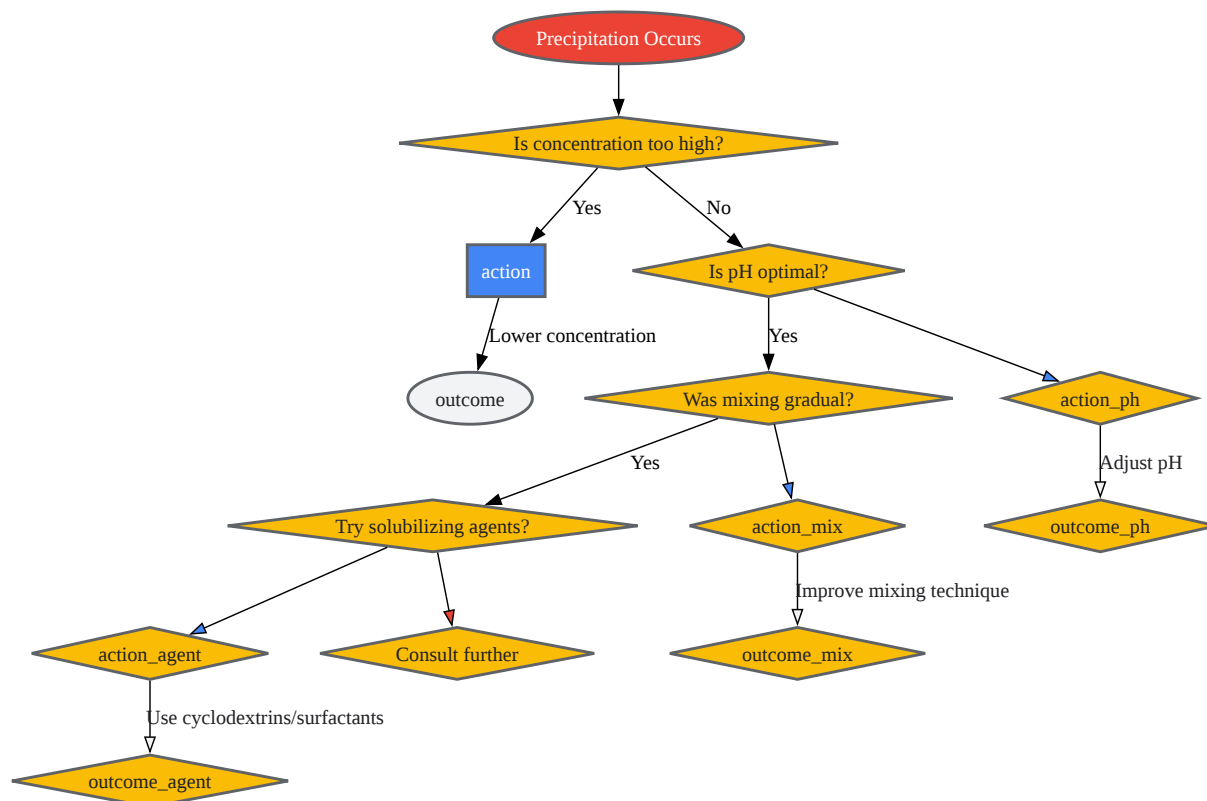 Precipitation Occurs
Is concentration too high?
Yes
No
action
Is pH optimal?
Lower concentration
Yes
outcome
Was mixing gradual?
action_ph
Yes
Adjust pH
Try solubilizing agents?
action_mix
outcome_ph
Improve mixing technique
action_agent
Consult further
outcome_mix
Use cyclodextrins/surfactants
outcome_agent